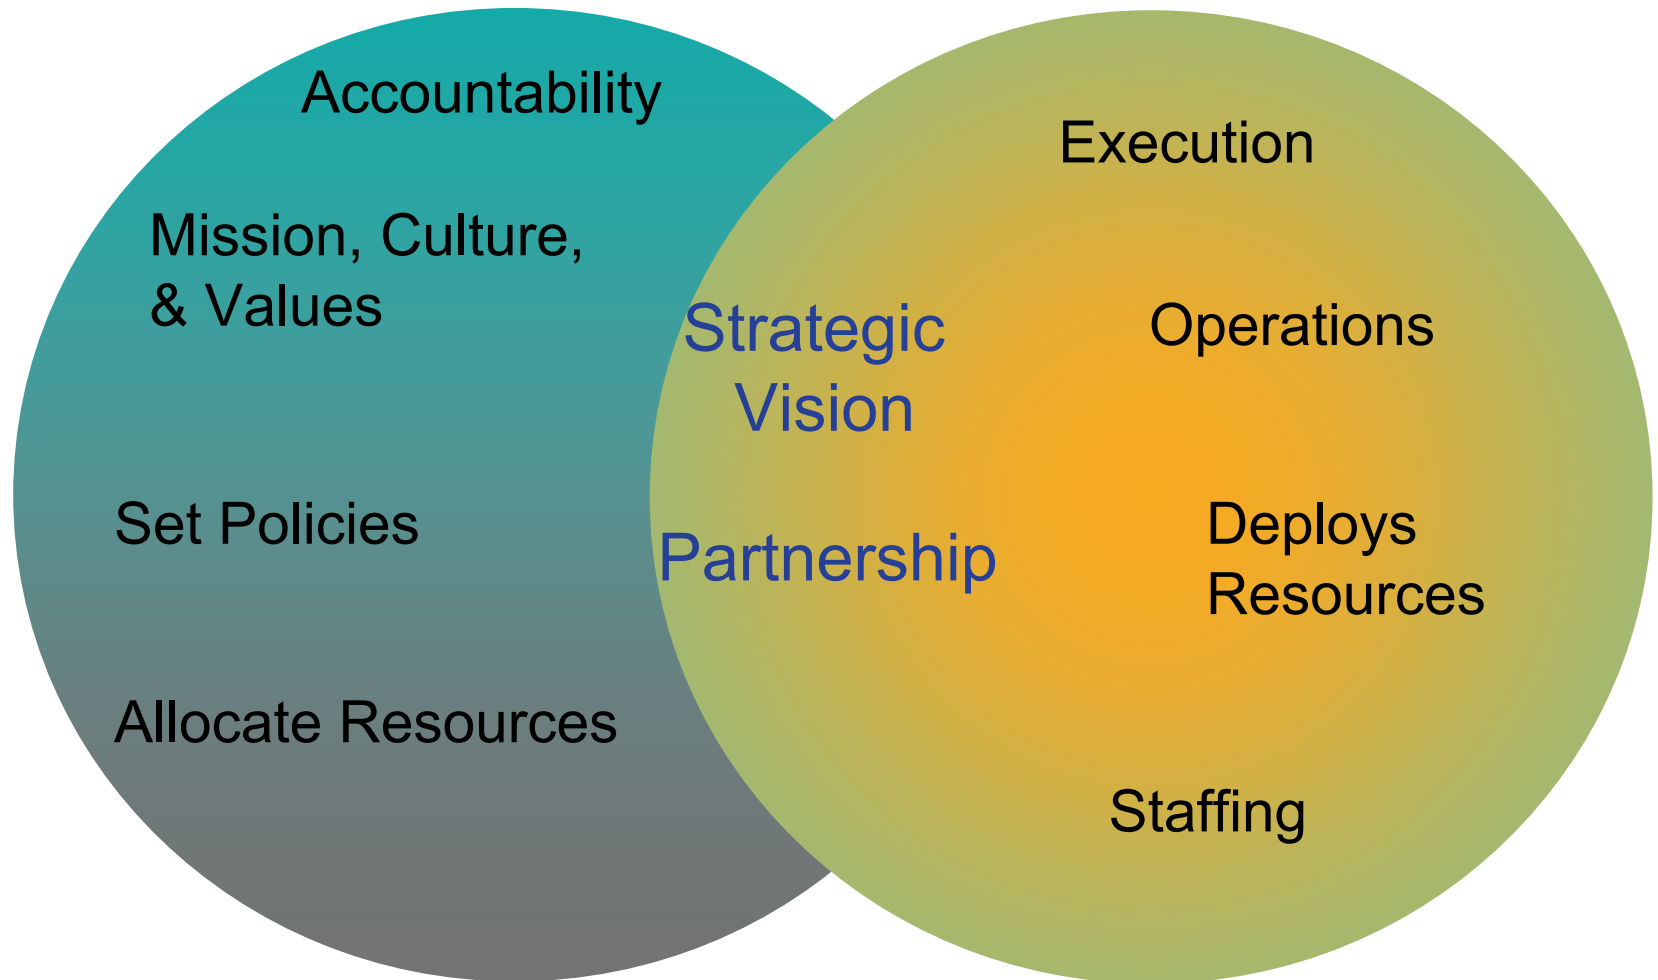 Accountability
Mission, Culture,
& Values
Set Policies
Allocate Resources
Strategic
Vision
Partnership
Execution
Operations
Deploys
Resources
Staffing